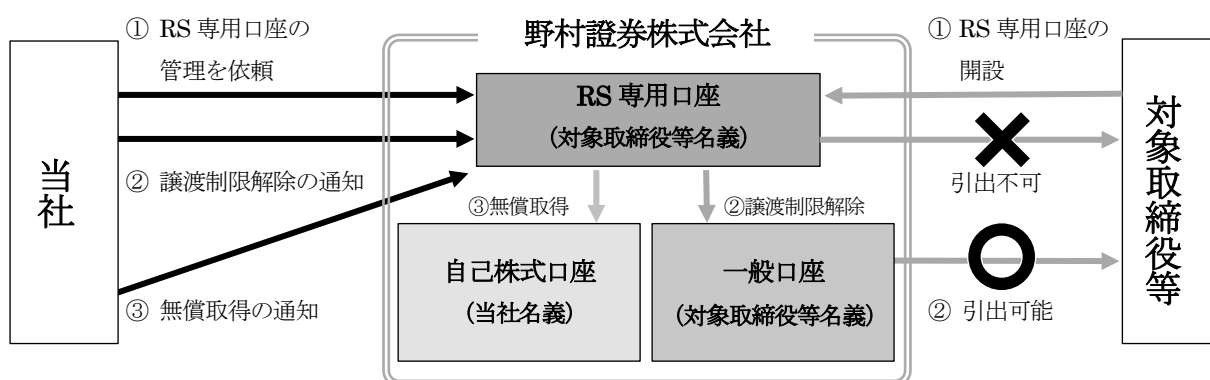 ① RS 専用口座の
管理を依頼
野村證券株式会社
① RS 専用口座の
開設
RS 専用口座
(対象取締役等名義)
当社
対象取締役等
② 譲渡制限解除の通知
引出不可
③無償取得
②譲渡制限解除
自己株式口座
(当社名義)
一般口座
(対象取締役等名義)
③ 無償取得の通知
② 引出可能